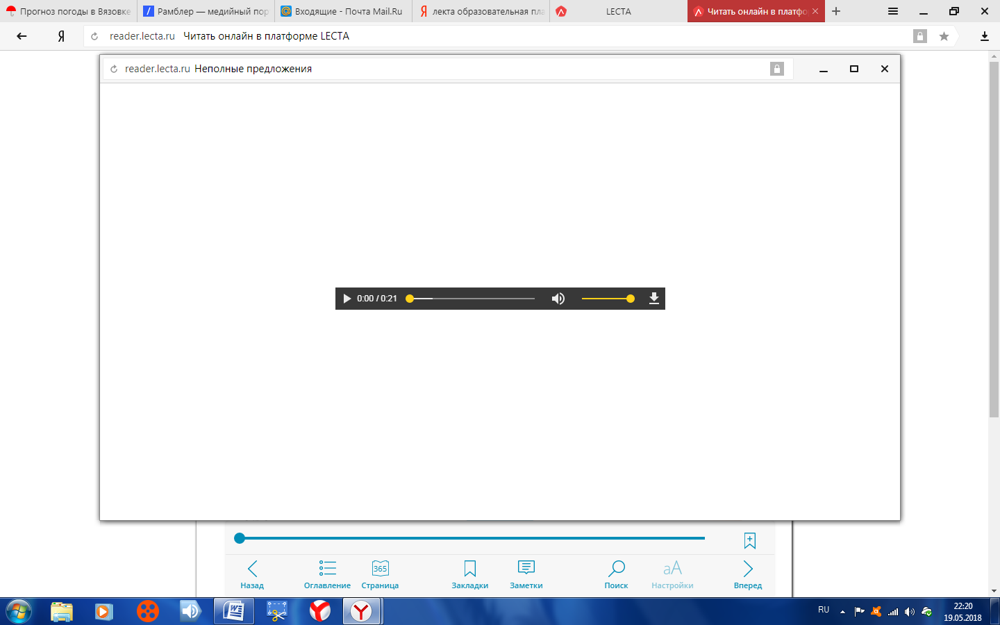 Прогноз погоды в Вязовке
Рамблер — медийный пор
Входящие - Почта Mail.Ru
лекта образовательная пла
LECTA
Читать онлайн в платфо
reader.lecta.ru Читать онлайн в платформе LECTA
reader.lecta.ru Неполные предложения
0:00 / 0:21
365
аА
Назад
Оглавление
Страница
Закладки
Заметки
Поиск
Настройки
Вперед
RU
22:20
19.05.2018